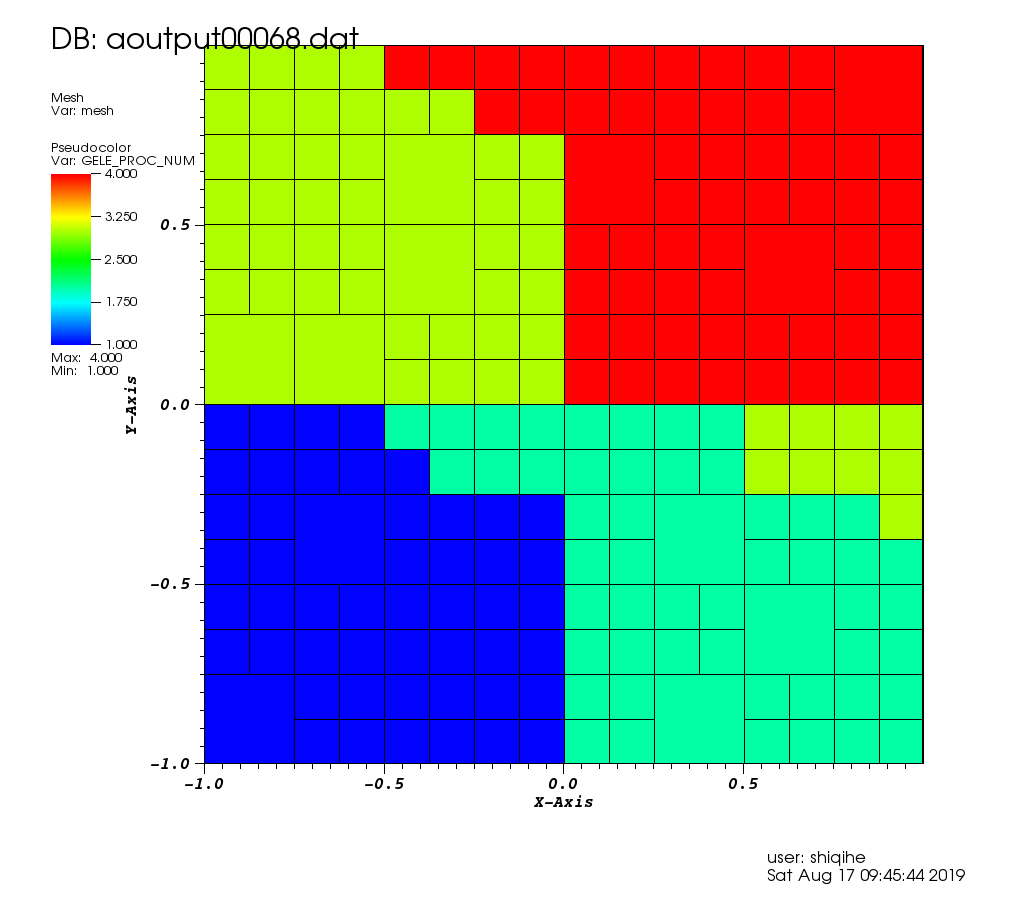 DB: aoutput00068.dat
Mesh
Var: mesh
Pseudocolor
Var: GELE_PROC_NUM
4.000
3.250
2.500
1.750
1.000
Max: 4.000
Min: 1.000
Y-Axis
0.5
0.0
-0.5
-1.0
-1.0 -0.5 0.0 0.5
X-Axis
user: shiqihe
Sat Aug 17 09:45:44 2019